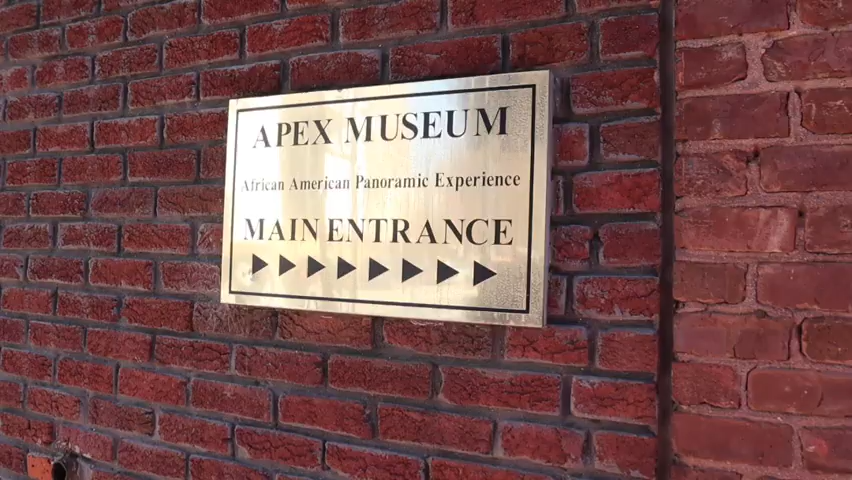 APEX MUSEUM
African American Panoramic Experience
MAIN ENTRANCE